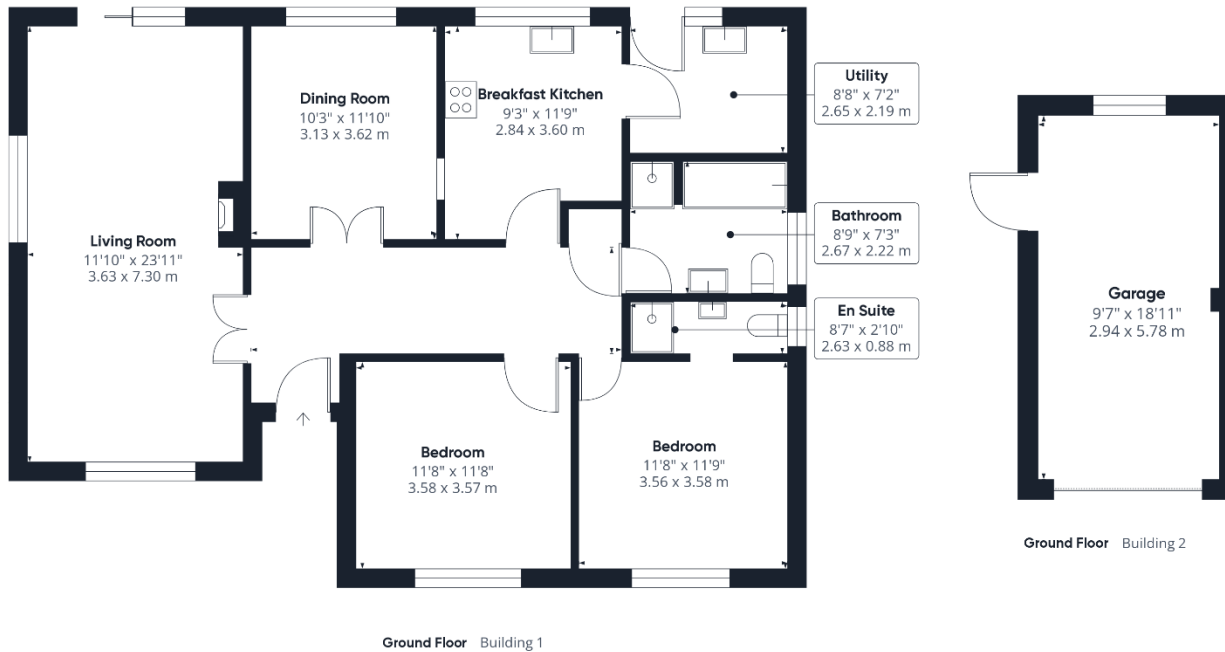 Living Room
11'10" x 23'11"
3.63 x 7.30 m
Dining Room
10'3" x 11'10"
3.13 x 3.62 m
Breakfast Kitchen
9'3" x 11'9"
2.84 x 3.60 m
Utility
8'8" x 7'2"
2.65 x 2.19 m
Bathroom
8'9" x 7'3"
2.67 x 2.22 m
En Suite
8'7" x 2'10"
2.63 x 0.88 m
Bedroom
11'8" x 11'8"
3.58 x 3.57 m
Bedroom
11'8" x 11'9"
3.56 x 3.58 m
Ground Floor Building 1
Garage
9'7" x 18'11"
2.94 x 5.78 m
Ground Floor Building 2